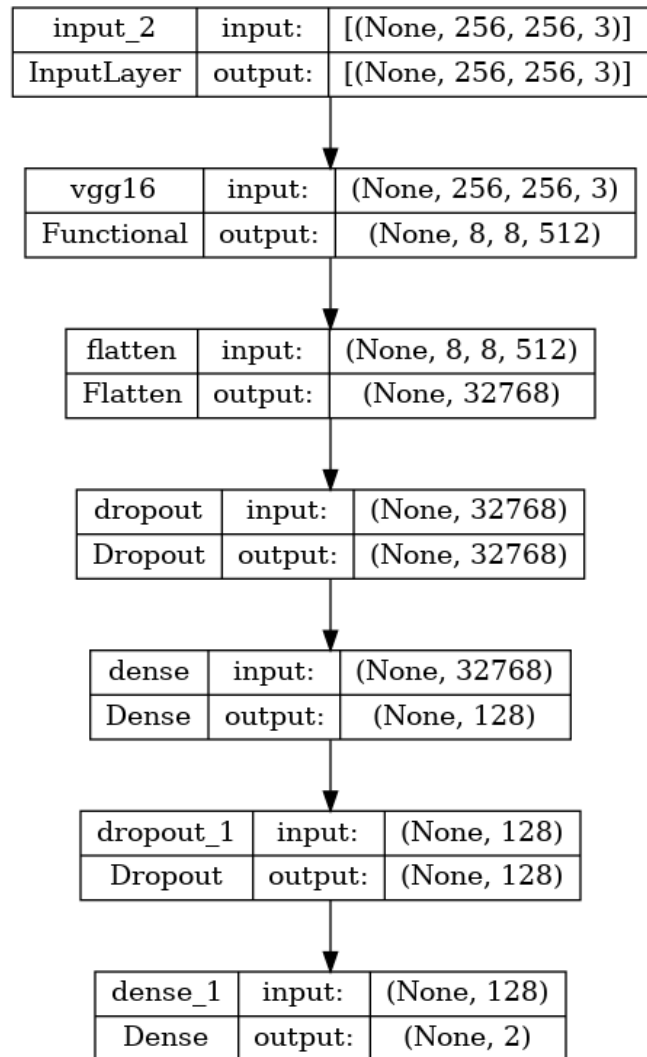 input_2 input: [(None, 256, 256, 3)]
InputLayer output: [(None, 256, 256, 3)]
vgg16 input: (None, 256, 256, 3)
Functional output: (None, 8, 8, 512)
flatten input: (None, 8, 8, 512)
Flatten output: (None, 32768)
dropout input: (None, 32768)
Dropout output: (None, 32768)
dense input: (None, 32768)
Dense output: (None, 128)
dropout_1 input: (None, 128)
Dropout output: (None, 128)
dense_1 input: (None, 128)
Dense output: (None, 2)